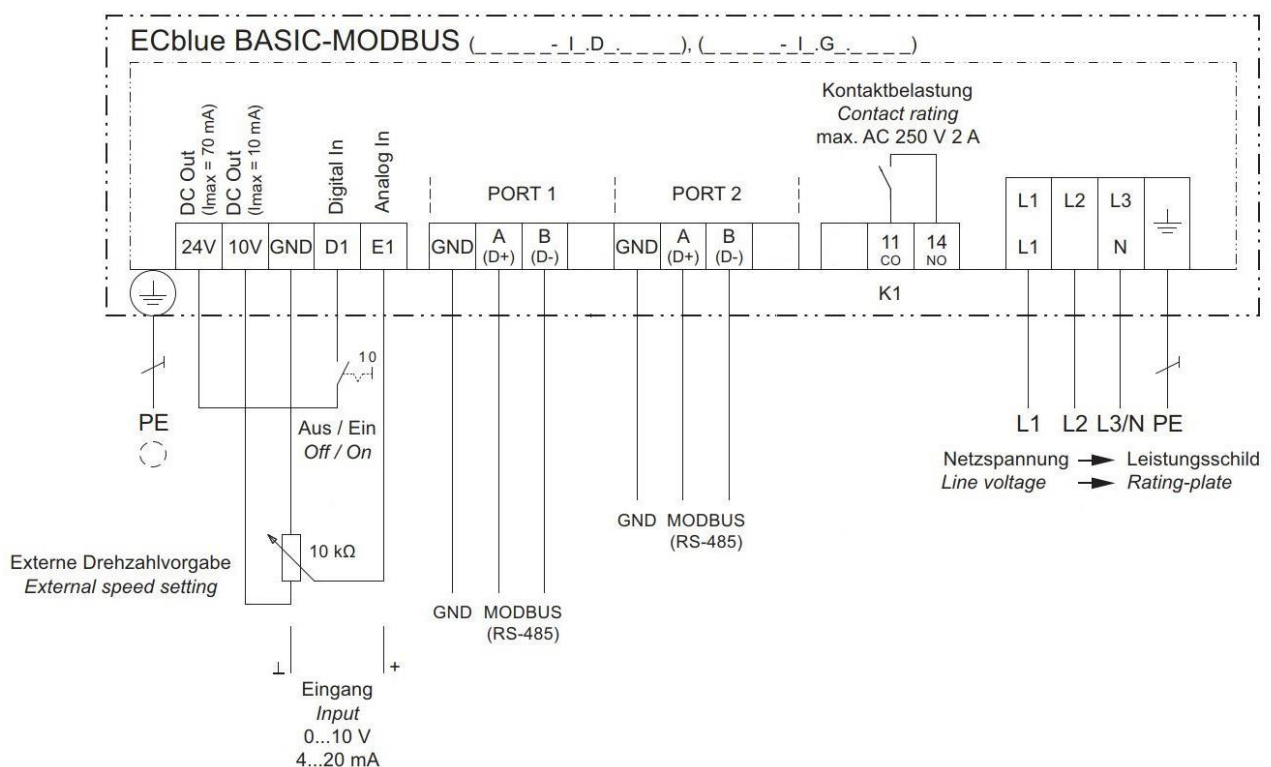 ECblue BASIC-MODBUS (_ _ _ _ _-_I_.D_._ _ _ _), (_ _ _ _ _-_I_.G_._ _ _ _)
Kontaktbelastung
Contact rating
max. AC 250 V 2 A
DC Out
(Imax = 70 mA)
DC Out
(Imax = 10 mA)
Digital In
Analog In
PORT 1
PORT 2
24V 10V GND D1 E1
GND A B
(D+) (D-)
GND A B
(D+) (D-)
11 14
CO NO
K1
L1 L2 L3
L1 N
10
Aus / Ein
Off / On
PE
L1 L2 L3/N PE
Netzspannung Leistungsschild
Line voltage Rating-plate
GND MODBUS
(RS-485)
10 kΩ
Externe Drehzahlvorgabe
External speed setting
GND MODBUS
(RS-485)
+
Eingang
Input
0...10 V
4...20 mA